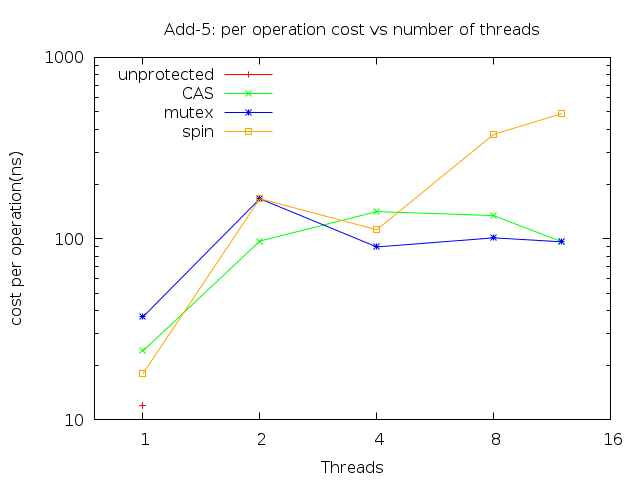 Add-5: per operation cost vs number of threads
1000
unprotected
CAS
mutex
spin
cost per operation(ns)
100
10
1 2 4 8 16
Threads